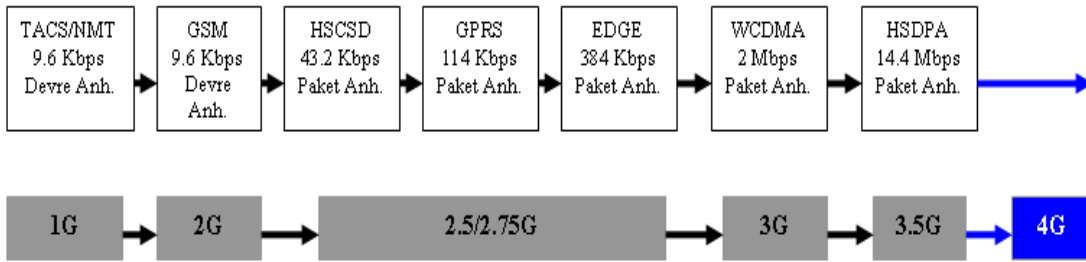 TACS/NMT
9.6 Kbps
Devre Anh.
GSM
9.6 Kbps
Devre
Anh.
HSCSD
43.2 Kbps
Paket Anh.
GPRS
114 Kbps
Paket Anh.
EDGE
384 Kbps
Paket Anh.
WCDMA
2 Mbps
Paket Anh.
HSDPA
14.4 Mbps
Paket Anh.
1G
2G
2.5/2.75G
3G
3.5G
4G